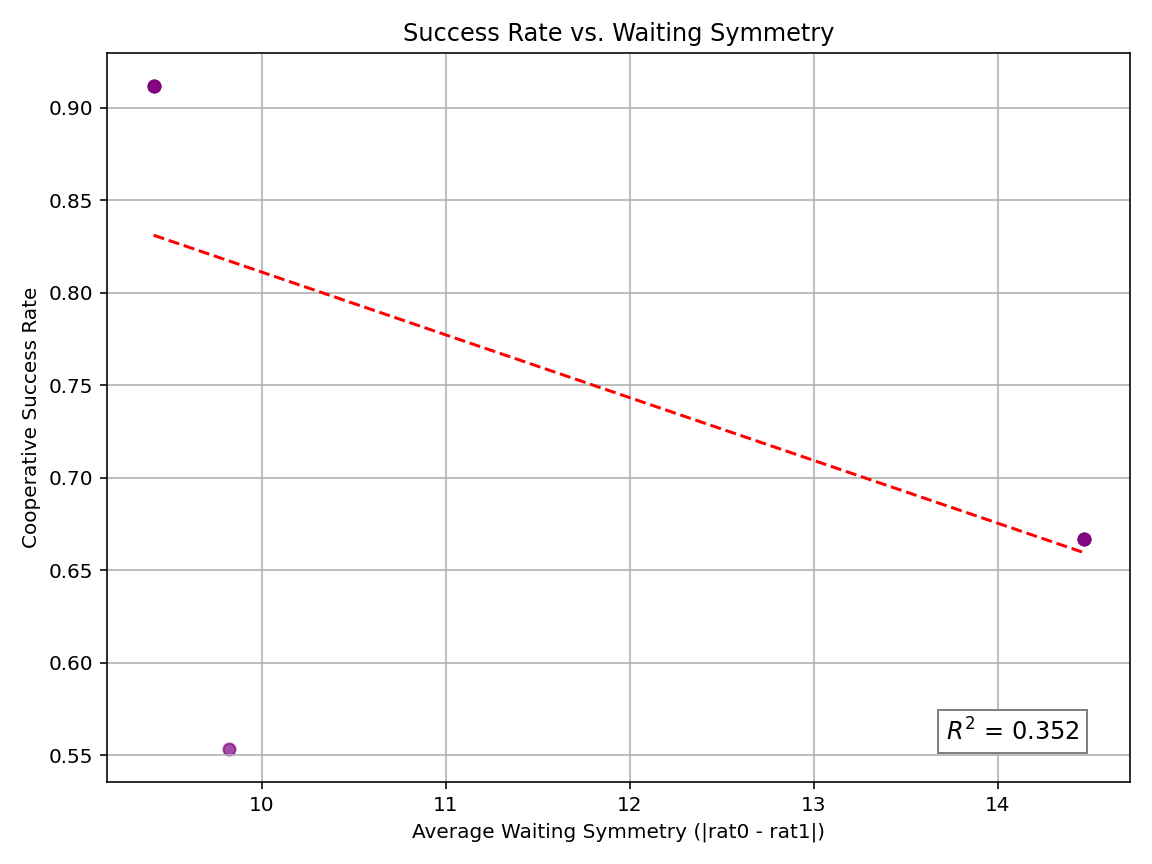 Success Rate vs. Waiting Symmetry
Cooperative Success Rate
0.90
0.85
0.80
0.75
0.70
0.65
0.60
0.55
R² = 0.352
10 11 12 13 14
Average Waiting Symmetry (|rat0 - rat1|)